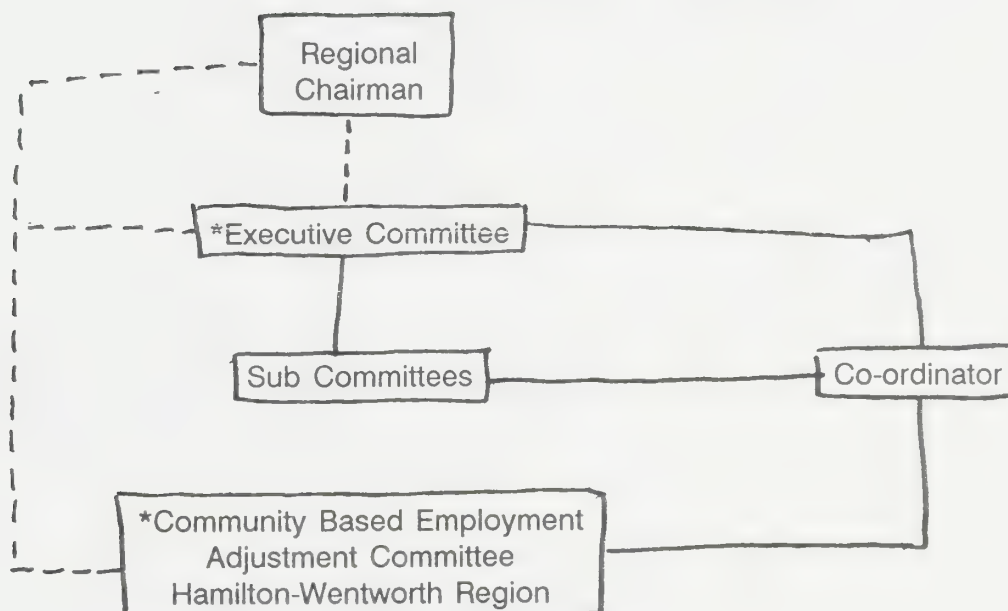 Regional
Chairman
*Executive Committee
Sub Committees
Co-ordinator
*Community Based Employment
Adjustment Committee
Hamilton-Wentworth Region